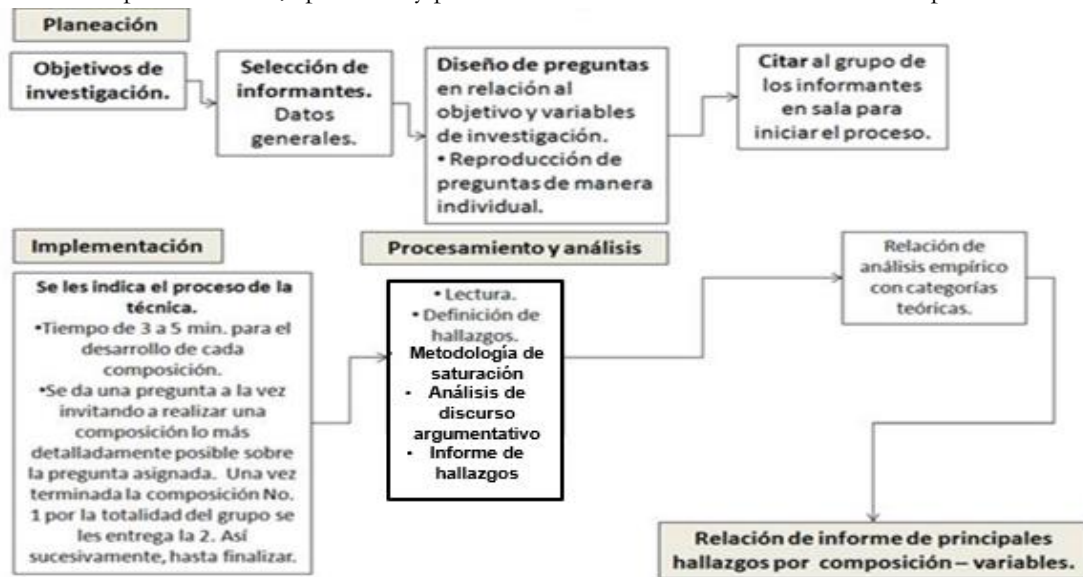 Planeación
Objetivos de
investigación.
Selección de
informantes.
Datos
generales.
Diseño de preguntas
en relación al
objetivo y variables
de investigación.
• Reproducción de
preguntas de manera
individual.
Citar al grupo de
los informantes
en sala para
iniciar el proceso.
Implementación
Se les indica el proceso de la
técnica.
•Tiempo de 3 a 5 min. para el
desarrollo de cada
composición.
•Se da una pregunta a la vez
invitando a realizar una
composición lo más
detalladamente posible sobre
la pregunta asignada. Una vez
terminada la composición No.
1 por la totalidad del grupo se
les entrega la 2. Así
sucesivamente, hasta finalizar.
Procesamiento y análisis
• Lectura.
• Definición de
hallazgos.
Metodología de
saturación
• Análisis de
discurso
argumentativo
• Informe de
hallazgos
Relación de
análisis empírico
con categorías
teóricas.
Relación de informe de principales
hallazgos por composición – variables.